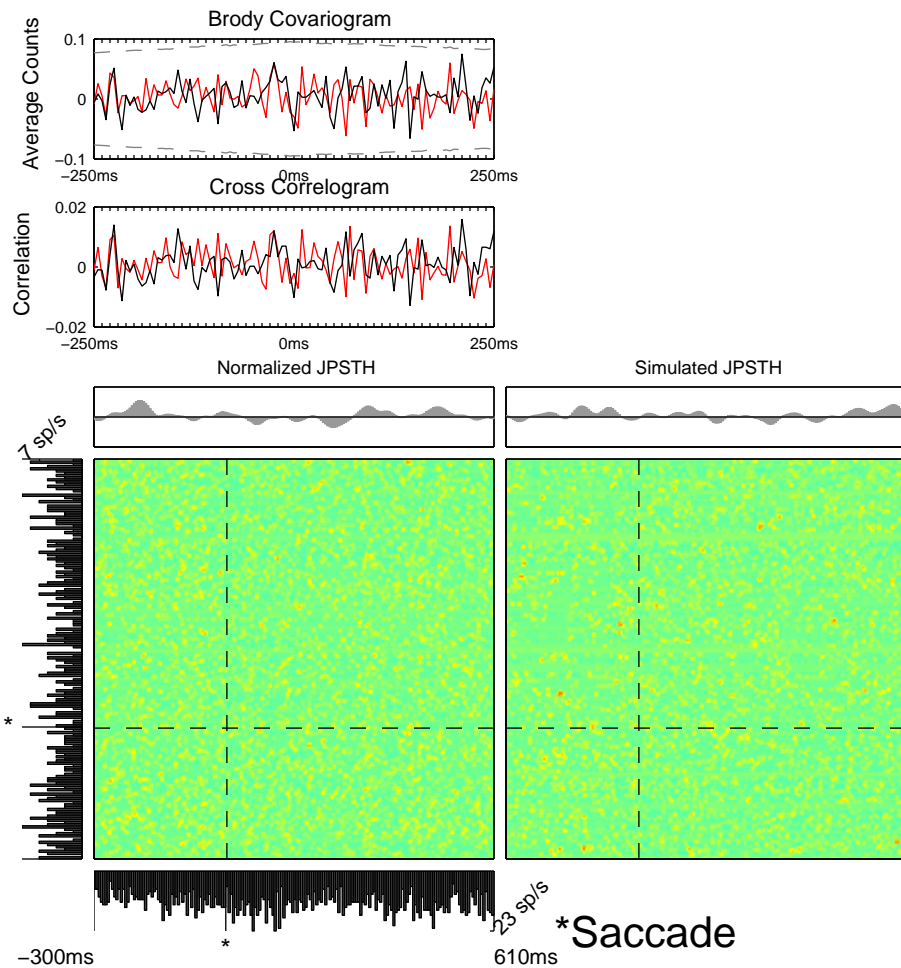 Brody Covariogram
Average Counts
0.1
0
−0.1
−250ms
0ms
250ms
Cross Correlogram
Correlation
0.02
0
−0.02
−250ms
0ms
250ms
Normalized JPSTH
Simulated JPSTH
7 sp/s
*
23 sp/s
*
*Saccade
−300ms
610ms